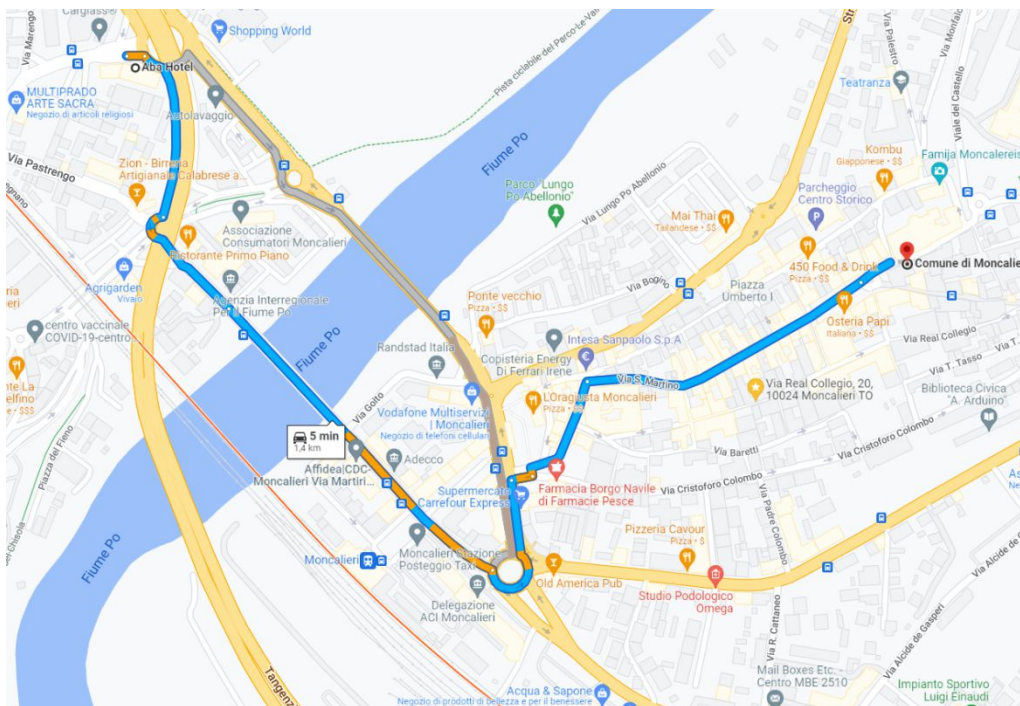 Carglass®
Via Marengo
Shopping World
Aba Hotel
MULTIPRADO
ARTE SACRA
Negozio di articoli religiosi
Autolavaggio
Via Pastrengo
Zion - Birreria
Artigianale Calabrese a...
Ristorante Primo Piano
Associazione
Consumatori Moncalieri
Agrigarden
Vivaio
Agenzia Interregionale
Per il Fiume Po
centro vaccinale
COVID-19-centro
Piazza del Fieno
Fiume Po
Fiume Po
Fiume Po
Pista ciclabile del Parco-Le-Va
Parco "Lungo
Po Abellonio"
Via Lungo Po Abellonio
Mai Thai
Tailandese • $$
Teatranza
Via Palestro
Viale del Castello
Kombu
Giapponese • $$
Famija Moncalereis
Parcheggio
Centro Storico
450 Food & Drink
Pizza • $$
Comune di Moncalie
Piazza
Umberto I
Via Bogino
Osteria Papi
Italiana • $$
Via Real Collegio
Via T. Tasso
Via Real Collegio, 20,
10024 Moncalieri TO
Biblioteca Civica
"A. Arduino"
Ponte vecchio
Pizza • $$
Randstad Italia
Copisteria Energy
Di Ferrari Irene
Intesa Sanpaolo S.p.A
Via S. Martino
L'Oragiusta Moncalieri
Pizza • $$
Vodafone Multiservizi
| Moncalieri
Negozio di telefoni cellulari
Via Goito
5 min
1,4 km
Affidea|CDC-
Moncalieri Via Martiri...
Adecco
Supermercato
Carrefour Express
Farmacia Borgo Navile
di Farmacie Pesce
Via Baretti
Via Cristoforo Colombo
Via Cristoforo Colombo
Via Padre Colombo
Pizzeria Cavour
Pizza • $
Moncalieri
Moncalieri Stazione
Posteggio Taxi
Old America Pub
Delegazione
ACI Moncalieri
Studio Podologico
Omega
Via R. Cattaneo
Via Alcide de Gasperi
Via Alcide de Gasperi
Mail Boxes Etc. -
Centro MBE 2510
Acqua & Sapone
Negozio di prodotti di bellezza e per il benessere
Impianto Sportivo
Luigi Einaudi
Tangenz